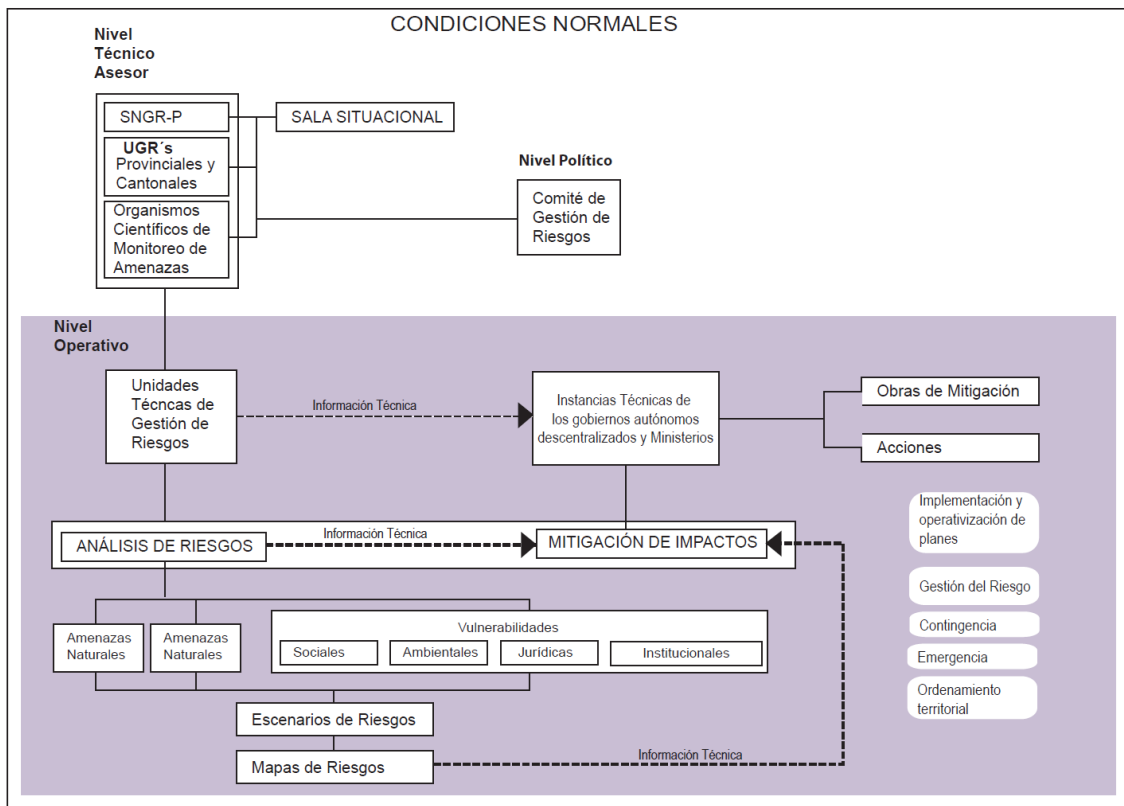 CONDICIONES NORMALES
Nivel
Técnico
Asesor
SNGR-P
SALA SITUACIONAL
UGR´s
Provinciales y
Cantonales
Organismos
Científicos de
Monitoreo de
Amenazas
Nivel Político
Comité de
Gestión de
Riesgos
Nivel
Operativo
Unidades
Técncas de
Gestión de
Riesgos
Información Técnica
Instancias Técnicas de
los gobiernos autónomos
descentralizados y Ministerios
Obras de Mitigación
Acciones
ANÁLISIS DE RIESGOS
Información Técnica
MITIGACIÓN DE IMPACTOS
Implementación y
operativización de
planes
Gestión del Riesgo
Contingencia
Emergencia
Ordenamiento
territorial
Amenazas
Naturales
Amenazas
Naturales
Vulnerabilidades
Sociales
Ambientales
Jurídicas
Institucionales
Escenarios de Riesgos
Mapas de Riesgos
Información Técnica